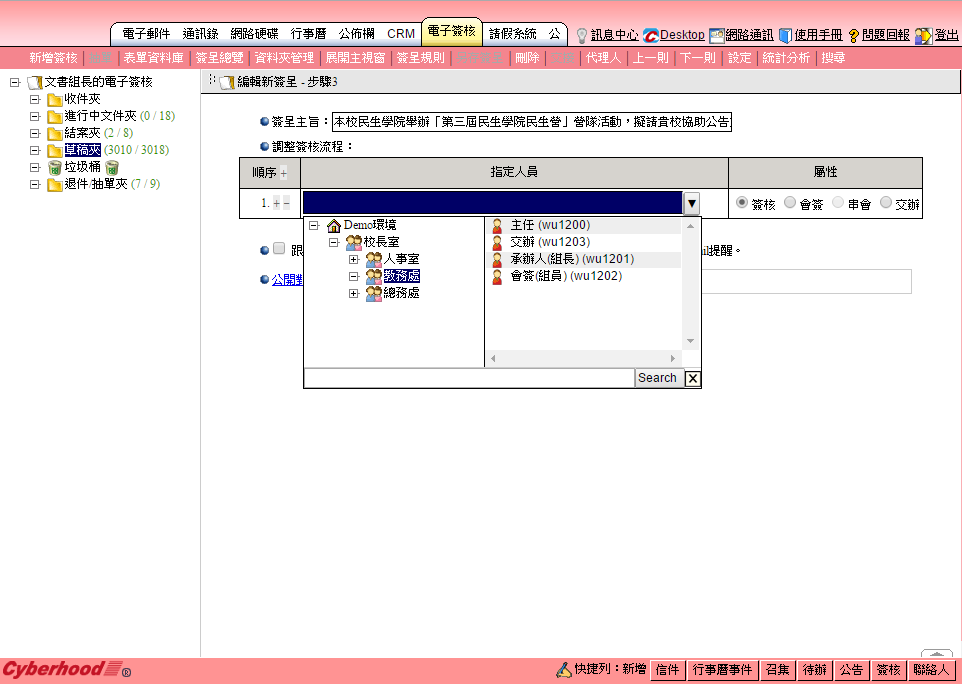 電子郵件 通訊錄 網路硬碟 行事曆 公佈欄 CRM 電子簽核 請假系統 公
訊息中心 Desktop 網路通訊 使用手冊 問題回報 登出
新增簽核 表單資料庫 簽呈總覽 資料夾管理 展開主視窗 簽呈規則 刪除 代理人 上一則 下一則 設定 統計分析 搜尋
文書組長的電子簽核
收件夾
進行中文件夾 (0 / 18)
結案夾 (2 / 8)
草稿夾 (3010 / 3018)
垃圾桶
退件/抽單夾 (7 / 9)
編輯新簽呈 - 步驟3
簽呈主旨：本校民生學院舉辦「第三屆民生學院民生營」營隊活動，擬請貴校協助公告
調整簽核流程：
順序 + 指定人員 屬性
1. + − 簽核 會簽 串會 交辦
Demo環境
校長室
人事室
教務處
總務處
主任 (wu1200)
交辦 (wu1203)
承辦人(組長) (wu1201)
會簽(組員) (wu1202)
Search X
跟 il提醒。
公開對
Cyberhood ®
快捷列：新增 信件 行事曆事件 召集 待辦 公告 簽核 聯絡人